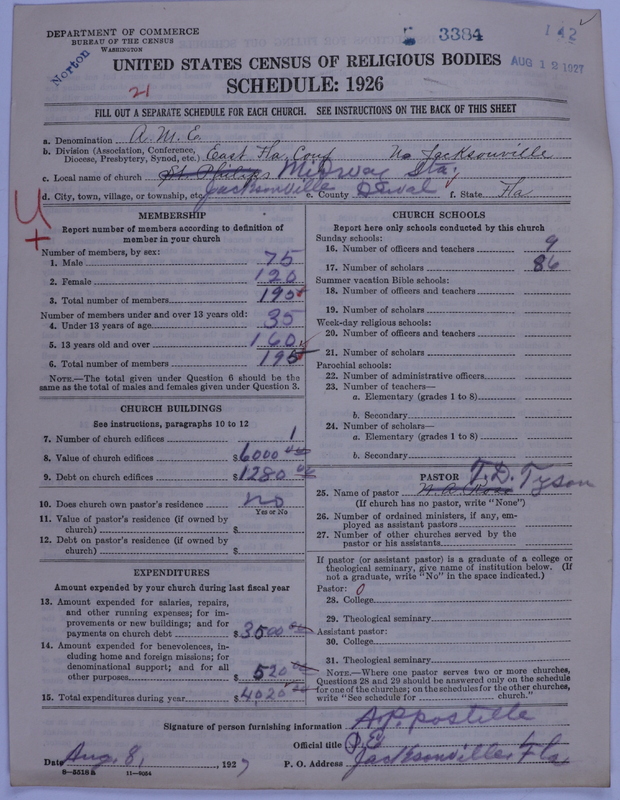 DEPARTMENT OF COMMERCE
BUREAU OF THE CENSUS
WASHINGTON
Norton
3384
142
AUG 12 1927
UNITED STATES CENSUS OF RELIGIOUS BODIES
SCHEDULE: 1926
21
FILL OUT A SEPARATE SCHEDULE FOR EACH CHURCH. SEE INSTRUCTIONS ON THE BACK OF THIS SHEET
a. Denomination A.M.E.
b. Division (Association, Conference, Diocese, Presbytery, Synod, etc.) East Fla. Conf Jacksonville
c. Local name of church St. Philips Midway Sta.
d. City, town, village, or township, etc. Jacksonville e. County Duval f. State Fla
MEMBERSHIP
Report number of members according to definition of
member in your church
Number of members, by sex:
1. Male 75
2. Female 120
3. Total number of members 195
Number of members under and over 13 years old:
4. Under 13 years of age 35
5. 13 years old and over 160
6. Total number of members 195
NOTE.—The total given under Question 6 should be the
same as the total of males and females given under Question 3.
CHURCH BUILDINGS
See instructions, paragraphs 10 to 12
7. Number of church edifices 1
8. Value of church edifices $6000
9. Debt on church edifices $1280
10. Does church own pastor's residence no
Yes or No
11. Value of pastor's residence (if owned by
church) $
12. Debt on pastor's residence (if owned by
church) $
EXPENDITURES
Amount expended by your church during last fiscal year
13. Amount expended for salaries, repairs,
and other running expenses; for im-
provements or new buildings; and for
payments on church debt $3500
14. Amount expended for benevolences, in-
cluding home and foreign missions; for
denominational support; and for all
other purposes $520
15. Total expenditures during year $4020
CHURCH SCHOOLS
Report here only schools conducted by this church
Sunday schools:
16. Number of officers and teachers 9
17. Number of scholars 86
Summer vacation Bible schools:
18. Number of officers and teachers
19. Number of scholars
Week-day religious schools:
20. Number of officers and teachers
21. Number of scholars
Parochial schools:
22. Number of administrative officers
23. Number of teachers—
a. Elementary (grades 1 to 8)
b. Secondary
24. Number of scholars—
a. Elementary (grades 1 to 8)
b. Secondary
PASTOR T. D. Tyson
25. Name of pastor
(If church has no pastor, write "None")
26. Number of ordained ministers, if any, em-
ployed as assistant pastors
27. Number of other churches served by the
pastor or his assistants
If pastor (or assistant pastor) is a graduate of a college or
theological seminary, give name of institution below. (If
not a graduate, write "No" in the space indicated.)
Pastor: 0
28. College
29. Theological seminary
Assistant pastor:
30. College
31. Theological seminary
NOTE.—Where one pastor serves two or more churches,
Questions 28 and 29 should be answered only on the schedule
for one of the churches; on the schedules for the other churches,
write "See schedule for church."
Signature of person furnishing information A. P. Postille
Official title P. E.
Date Aug. 8, 1927 P. O. Address Jacksonville, Fla
9-5518a 11-9054